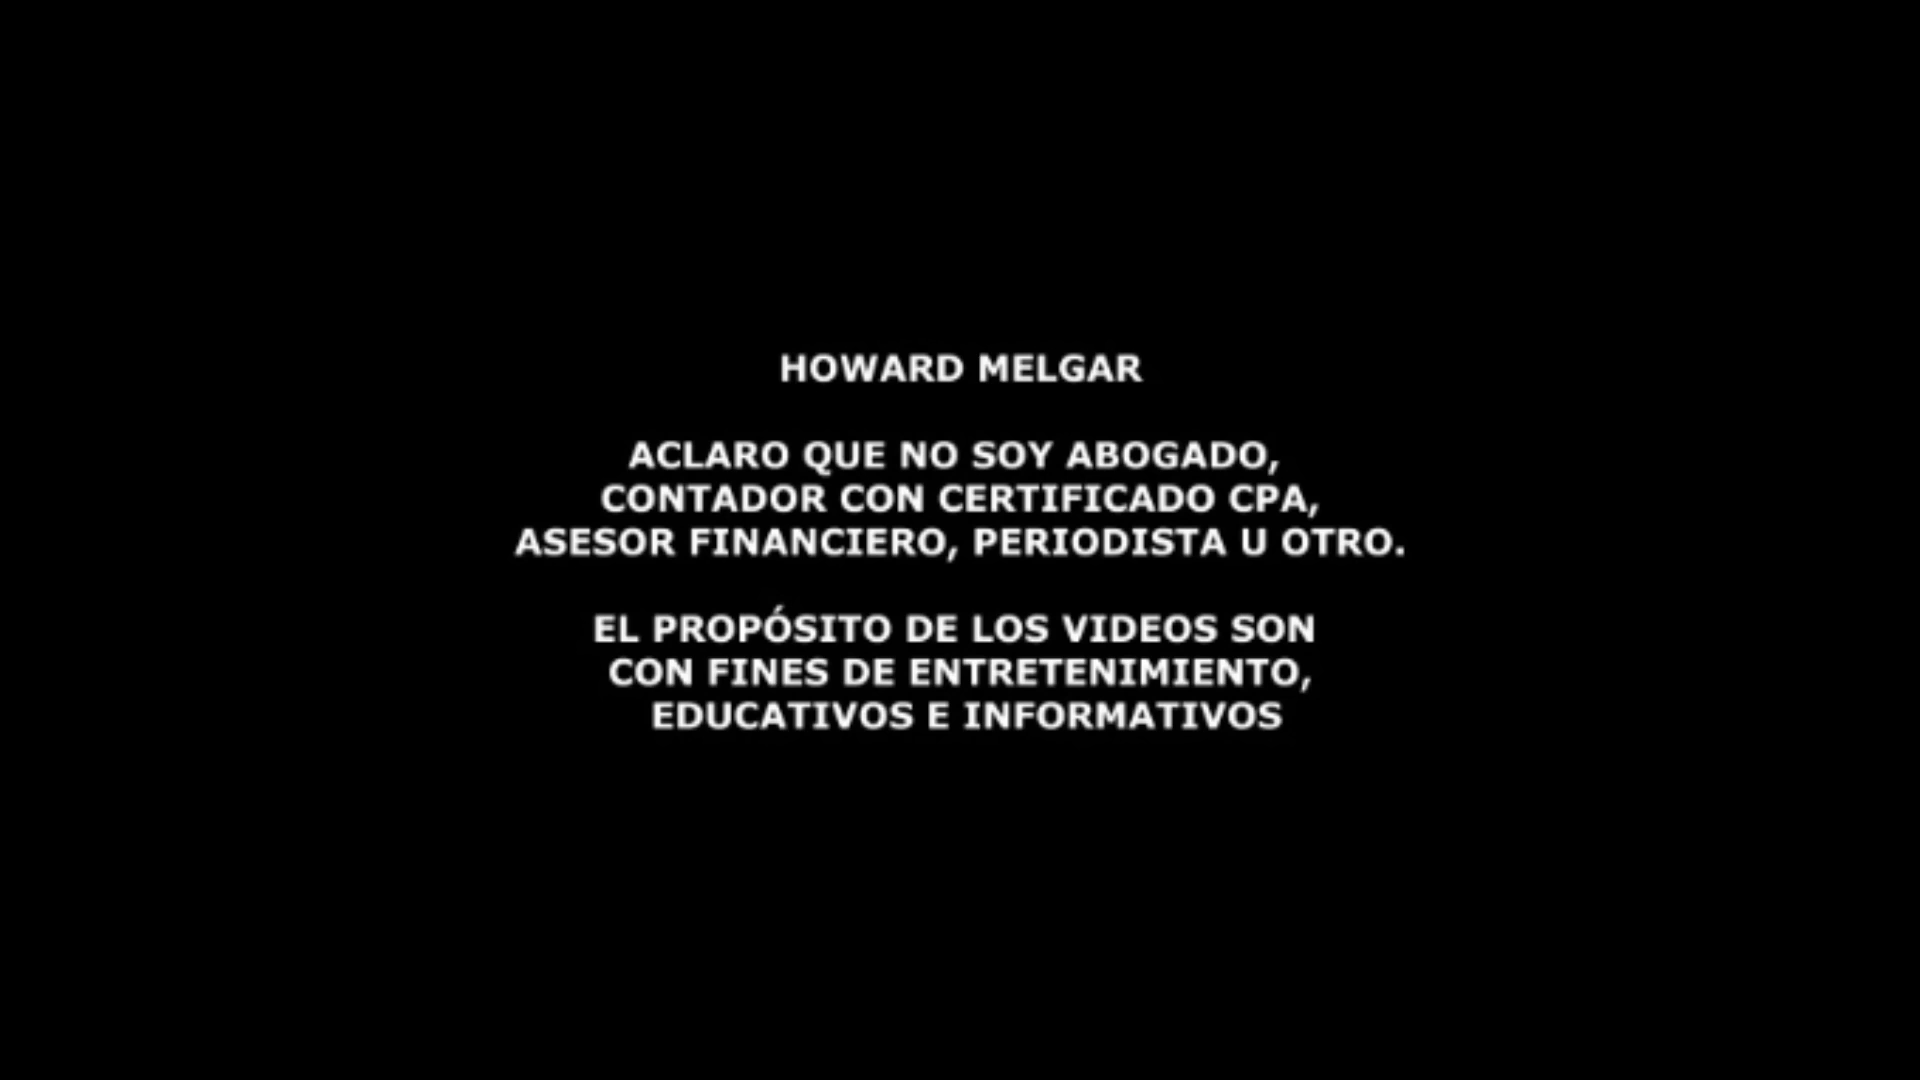 HOWARD MELGAR
ACLARO QUE NO SOY ABOGADO,
CONTADOR CON CERTIFICADO CPA,
ASESOR FINANCIERO, PERIODISTA U OTRO.
EL PROPÓSITO DE LOS VIDEOS SON
CON FINES DE ENTRETENIMIENTO,
EDUCATIVOS E INFORMATIVOS